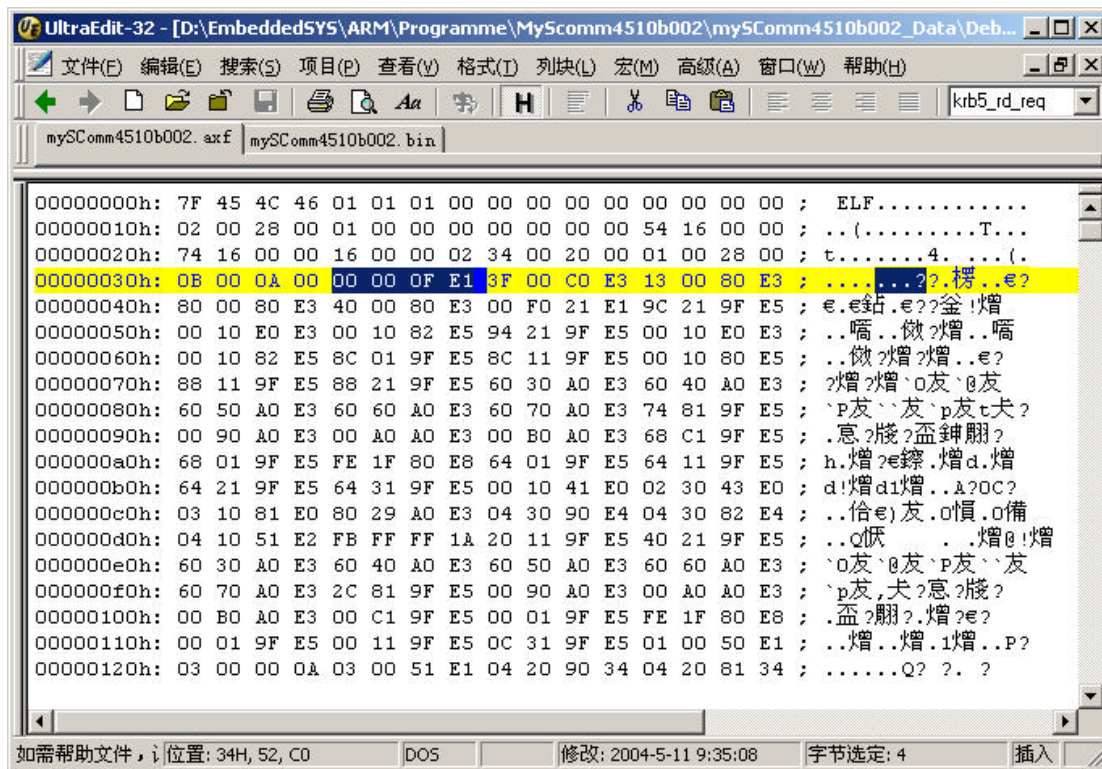 UltraEdit-32 - [D:\EmbeddedSYS\ARM\Programme\MyScomm4510b002\mySComm4510b002_Data\Deb...
文件(F) 编辑(E) 搜索(S) 项目(P) 查看(V) 格式(T) 列块(L) 宏(M) 高级(A) 窗口(W) 帮助(H)
krb5_rd_req
mySComm4510b002.axf mySComm4510b002.bin
00000000h: 7F 45 4C 46 01 01 01 00 00 00 00 00 00 00 00 00 ; ELF............
00000010h: 02 00 28 00 01 00 00 00 00 00 00 00 54 16 00 00 ; ..(.........T...
00000020h: 74 16 00 00 16 00 00 02 34 00 20 00 01 00 28 00 ; t.......4. ...(.
00000030h: 0B 00 0A 00 00 00 0F E1 3F 00 C0 E3 13 00 80 E3 ; .......??.楞..€?
00000040h: 80 00 80 E3 40 00 80 E3 00 F0 21 E1 9C 21 9F E5 ;
00000050h: 00 10 E0 E3 00 10 82 E5 94 21 9F E5 00 10 E0 E3 ;
00000060h: 00 10 82 E5 8C 01 9F E5 8C 11 9F E5 00 10 80 E5 ;
00000070h: 88 11 9F E5 88 21 9F E5 60 30 A0 E3 60 40 A0 E3 ;
00000080h: 60 50 A0 E3 60 60 A0 E3 60 70 A0 E3 74 81 9F E5 ;
00000090h: 00 90 A0 E3 00 A0 A0 E3 00 B0 A0 E3 68 C1 9F E5 ;
000000a0h: 68 01 9F E5 FE 1F 80 E8 64 01 9F E5 64 11 9F E5 ;
000000b0h: 64 21 9F E5 64 31 9F E5 00 10 41 E0 02 30 43 E0 ;
000000c0h: 03 10 81 E0 80 29 A0 E3 04 30 90 E4 04 30 82 E4 ;
000000d0h: 04 10 51 E2 FB FF FF 1A 20 11 9F E5 40 21 9F E5 ;
000000e0h: 60 30 A0 E3 60 40 A0 E3 60 50 A0 E3 60 60 A0 E3 ;
000000f0h: 60 70 A0 E3 2C 81 9F E5 00 90 A0 E3 00 A0 A0 E3 ;
00000100h: 00 B0 A0 E3 00 C1 9F E5 00 01 9F E5 FE 1F 80 E8 ;
00000110h: 00 01 9F E5 00 11 9F E5 0C 31 9F E5 01 00 50 E1 ;
00000120h: 03 00 00 0A 03 00 51 E1 04 20 90 34 04 20 81 34 ; ......Q? ?. ?
如需帮助文件，讠 位置: 34H, 52, C0 DOS 修改: 2004-5-11 9:35:08 字节选定: 4 插入